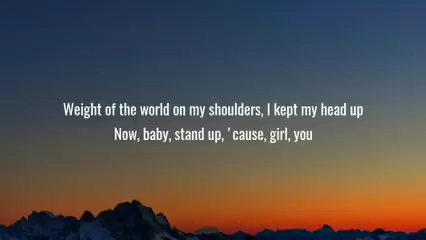 Weight of the world on my shoulders, I kept my head up
Now, baby, stand up, 'cause, girl, you